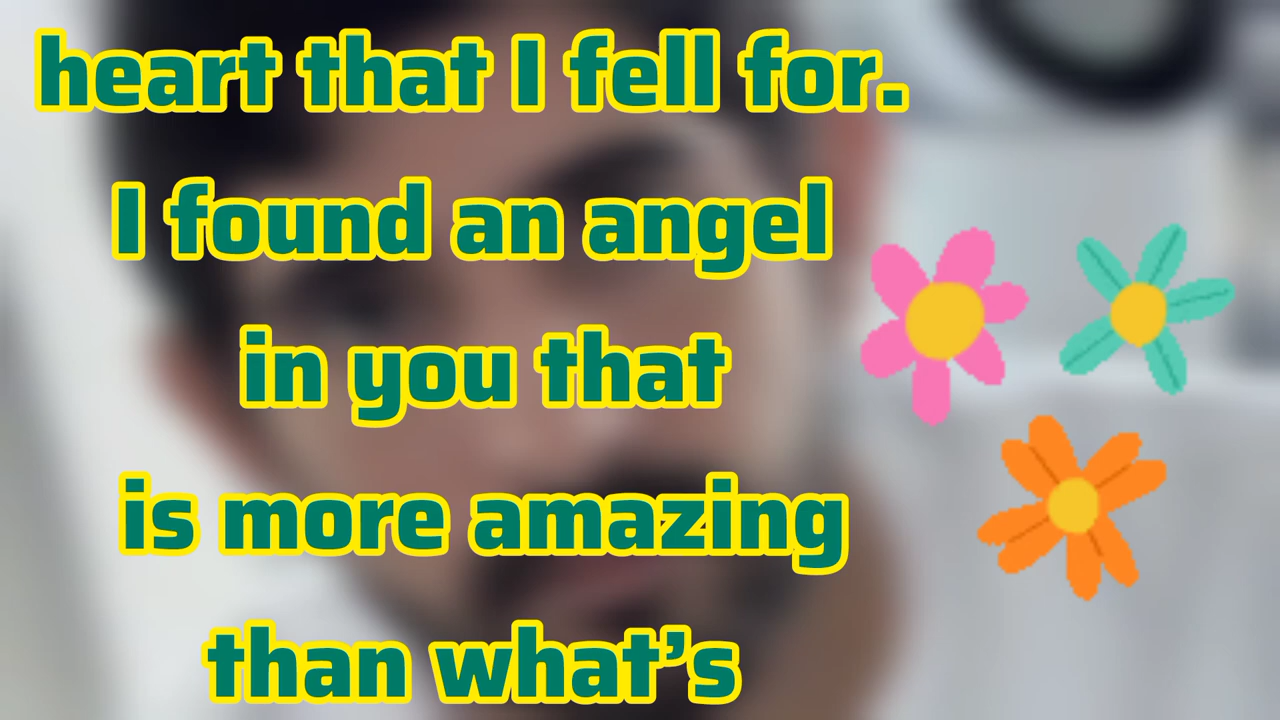 heart that I fell for.
I found an angel
in you that
is more amazing
than what’s